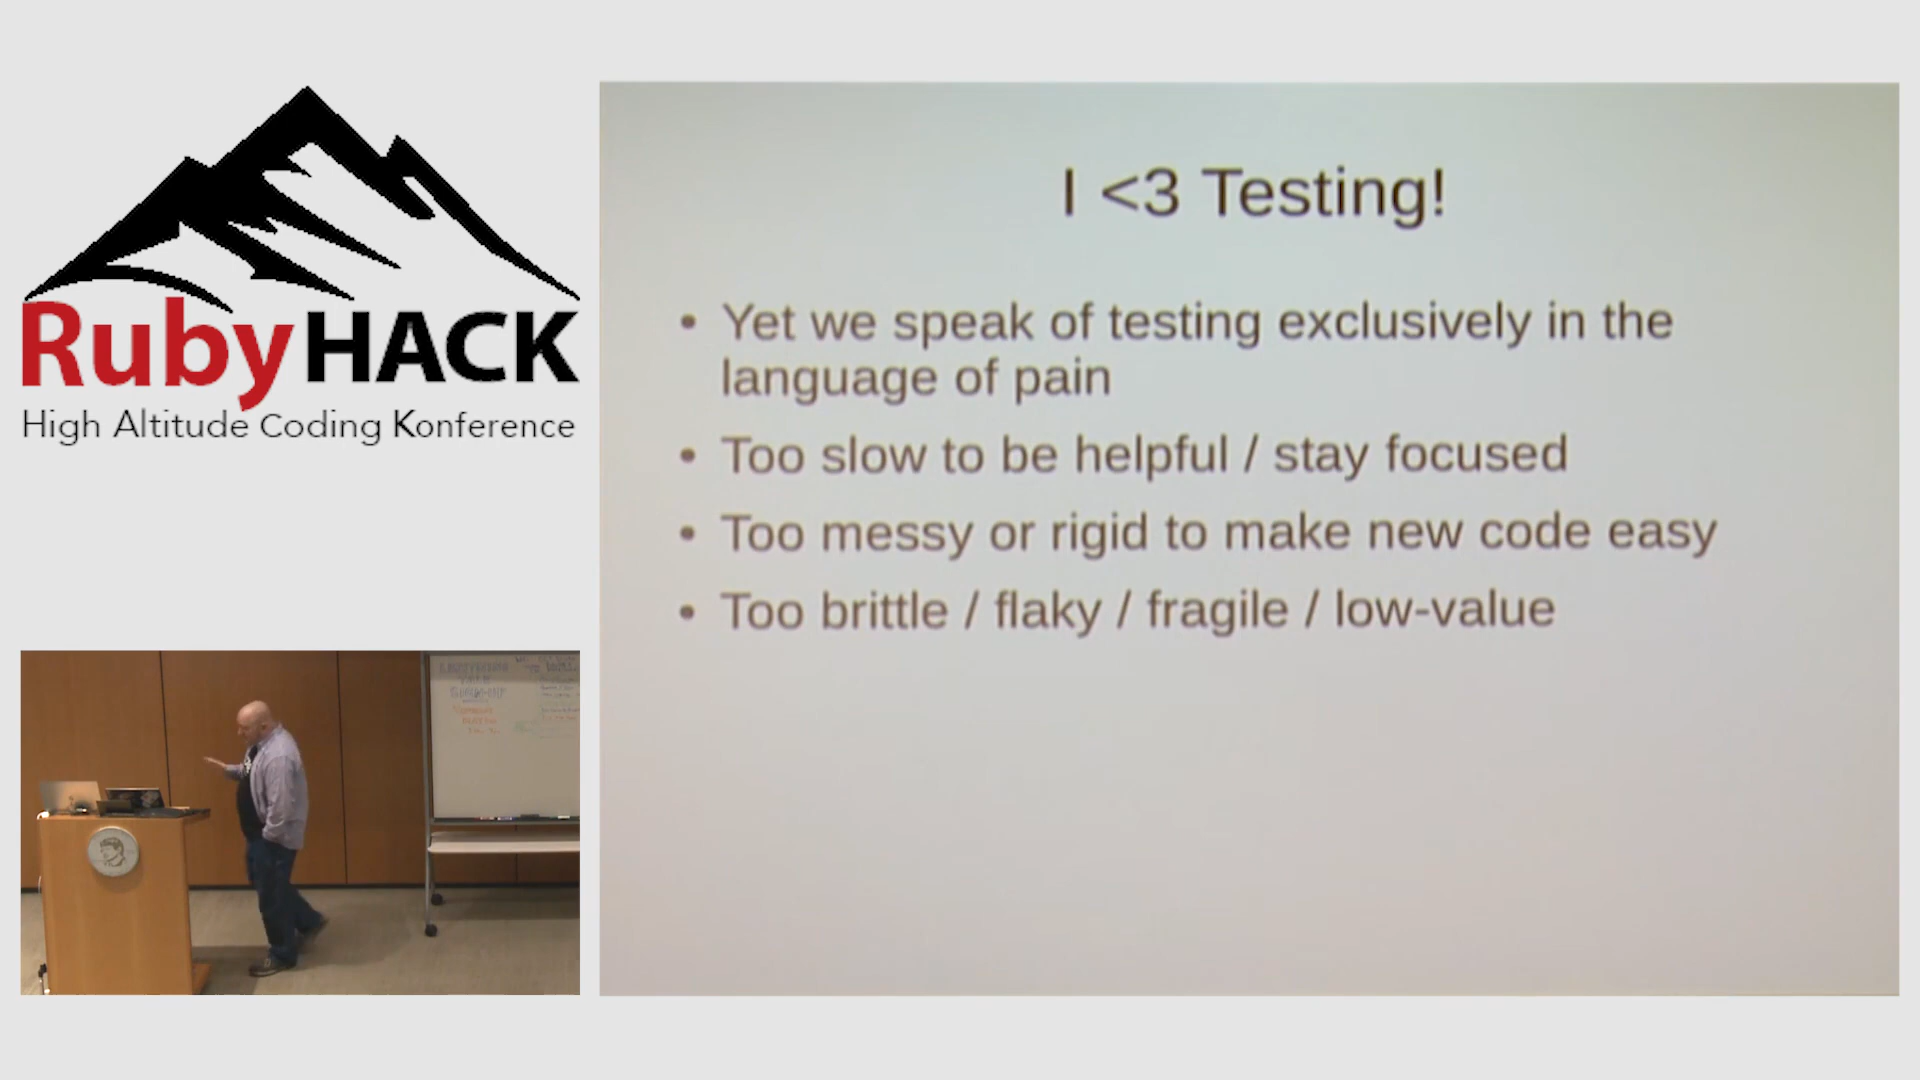 RubyHACK
High Altitude Coding Konference
I <3 Testing!
• Yet we speak of testing exclusively in the
language of pain
• Too slow to be helpful / stay focused
• Too messy or rigid to make new code easy
• Too brittle / flaky / fragile / low-value